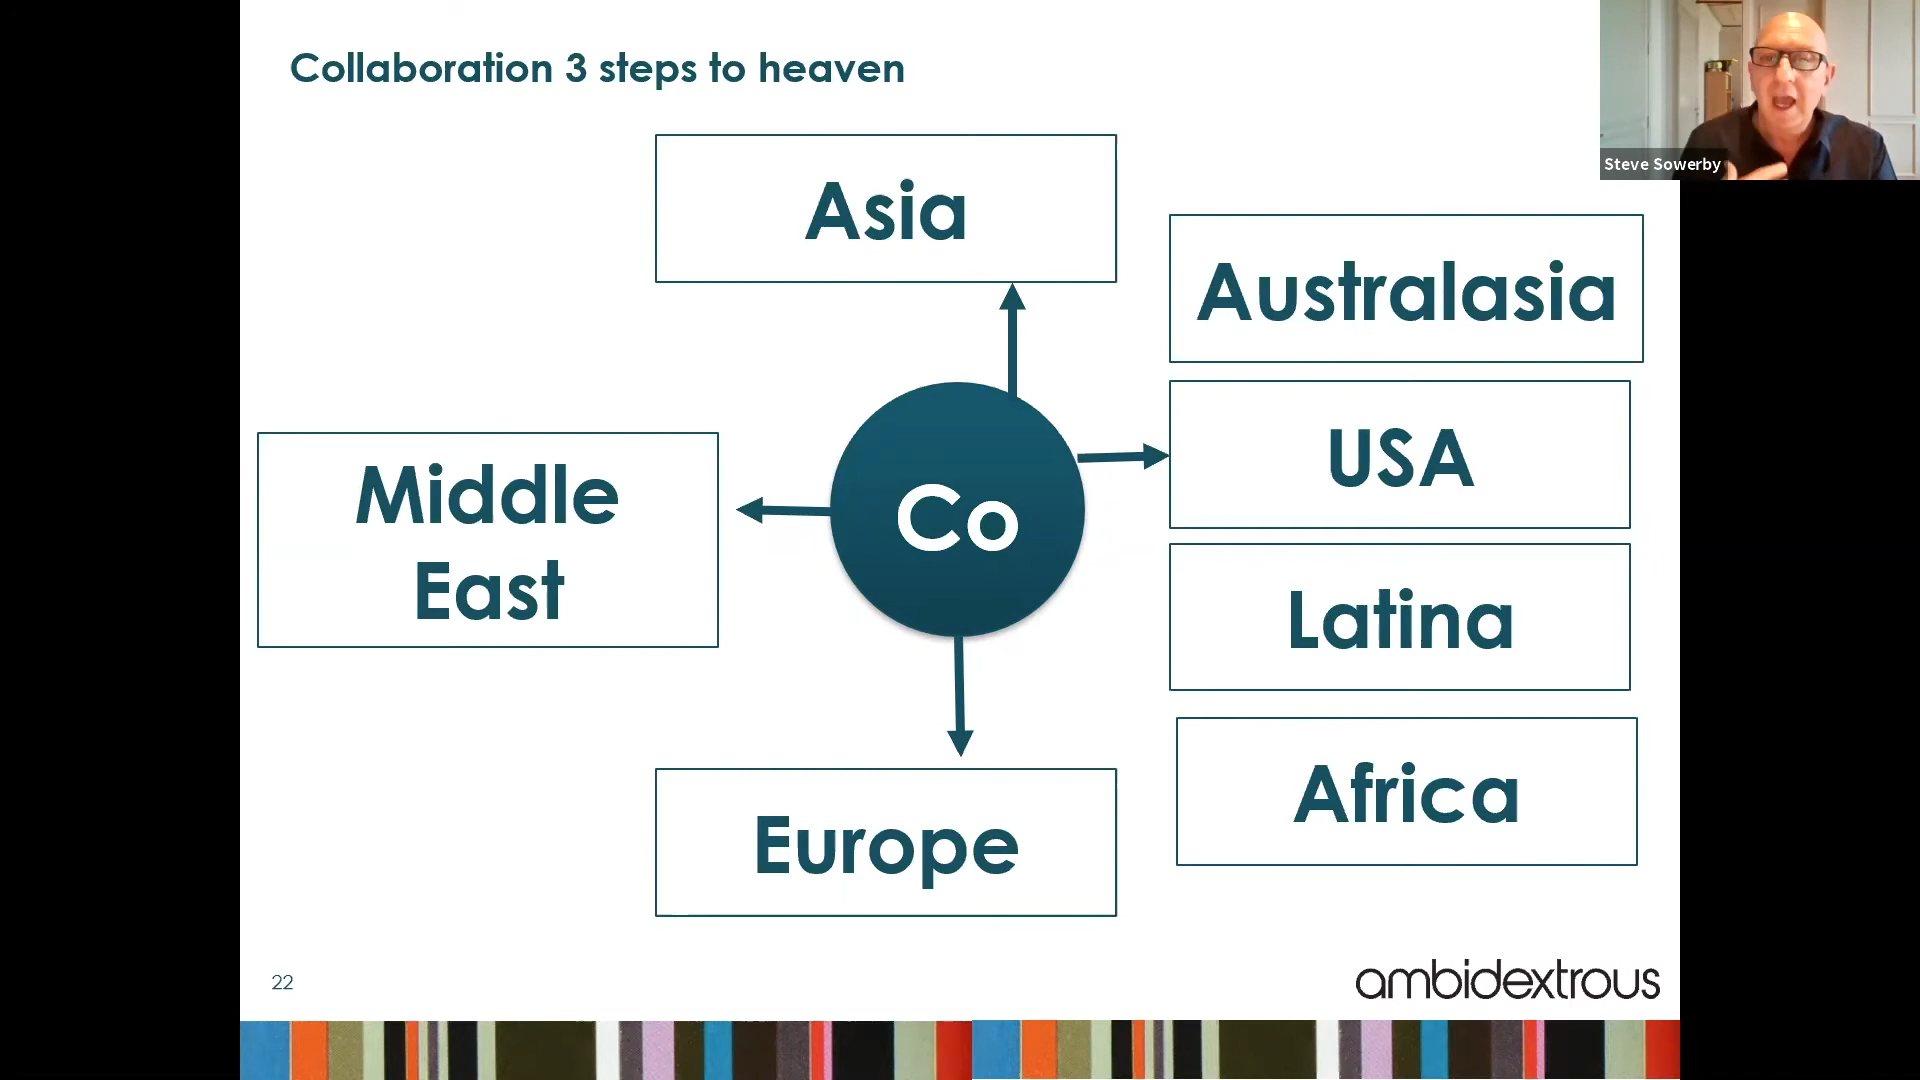 Collaboration 3 steps to heaven
Steve Sowerby
Asia
Australasia
USA
Middle
East
Co
Latina
Africa
Europe
22
ambidextrous